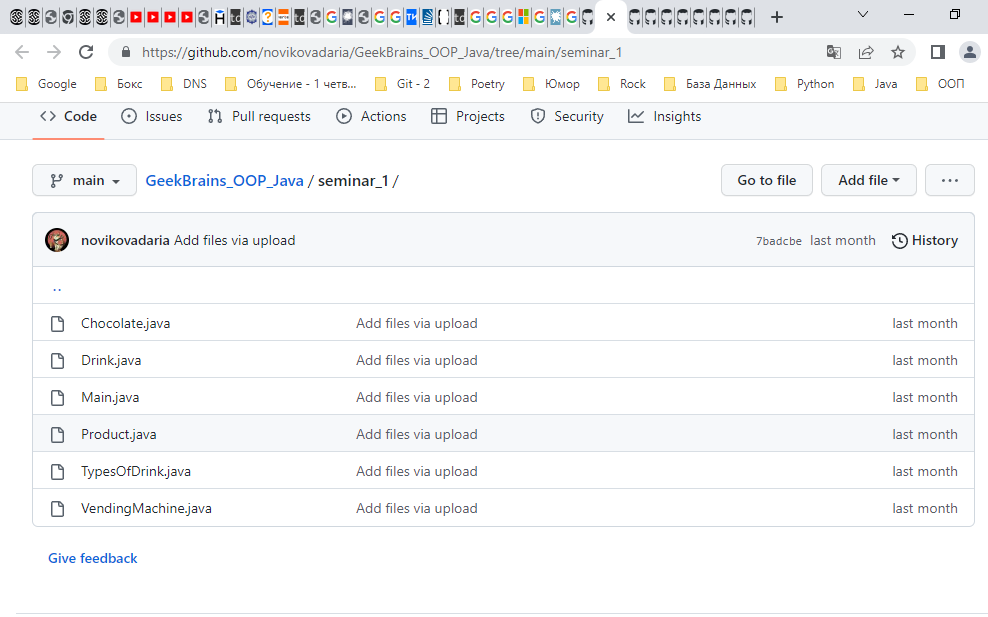 https://github.com/novikovadaria/GeekBrains_OOP_Java/tree/main/seminar_1
Google Бокс DNS Обучение - 1 четв... Git - 2 Poetry Юмор Rock База Данных Python Java ООП
Code Issues Pull requests Actions Projects Security Insights
main GeekBrains_OOP_Java / seminar_1 / Go to file Add file ...
novikovadaria Add files via upload 7badcbe last month History
..
Chocolate.java Add files via upload last month
Drink.java Add files via upload last month
Main.java Add files via upload last month
Product.java Add files via upload last month
TypesOfDrink.java Add files via upload last month
VendingMachine.java Add files via upload last month
Give feedback